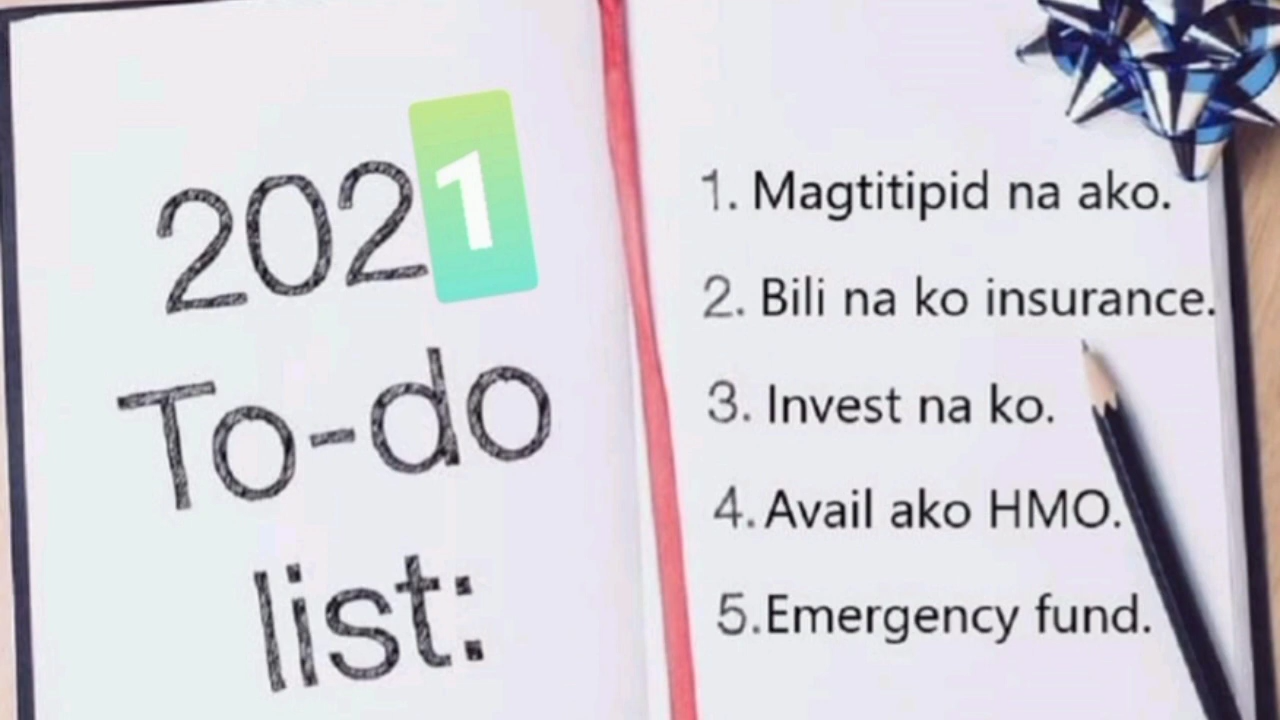 2021
To-do
list:
1. Magtitipid na ako.
2. Bili na ko insurance.
3. Invest na ko.
4. Avail ako HMO.
5. Emergency fund.